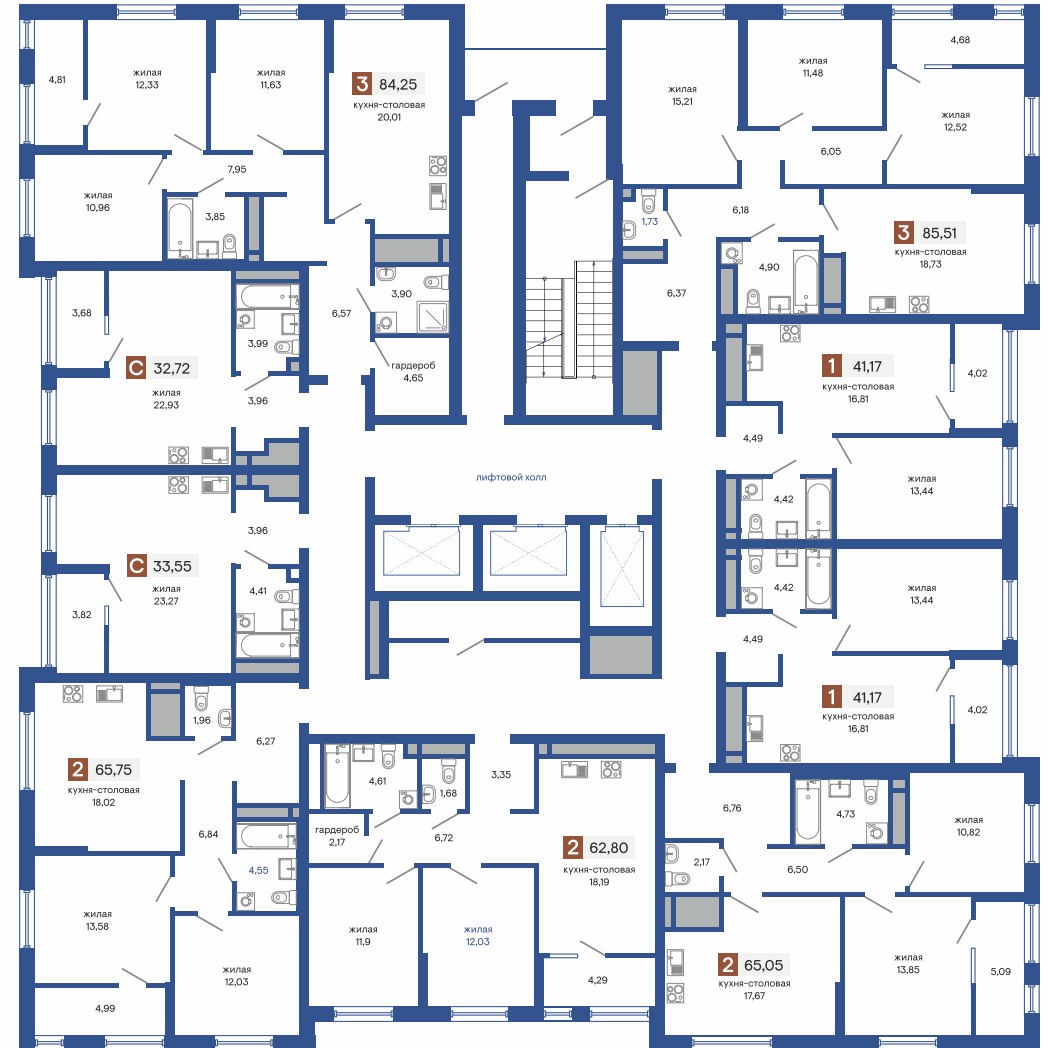 4,81
жилая
12,33
жилая
11,63
3 84,25
кухня-столовая
20,01
жилая
10,96
7,95
3,85
6,57
3,90
гардероб
4,65
жилая
15,21
жилая
11,48
4,68
жилая
12,52
6,05
1,73
6,18
4,90
6,37
3 85,51
кухня-столовая
18,73
3,68
3,99
С 32,72
жилая
22,93
3,96
1 41,17
кухня-столовая
16,81
4,02
4,49
4,42
жилая
13,44
лифтовой холл
3,96
С 33,55
жилая
23,27
3,82
4,41
4,42
жилая
13,44
4,49
1 41,17
кухня-столовая
16,81
4,02
1,96
6,27
2 65,75
кухня-столовая
18,02
6,84
4,55
жилая
13,58
жилая
12,03
4,99
4,61
1,68
3,35
гардероб
2,17
6,72
2 62,80
кухня-столовая
18,19
жилая
11,9
жилая
12,03
4,29
6,76
4,73
жилая
10,82
2,17
6,50
2 65,05
кухня-столовая
17,67
жилая
13,85
5,09